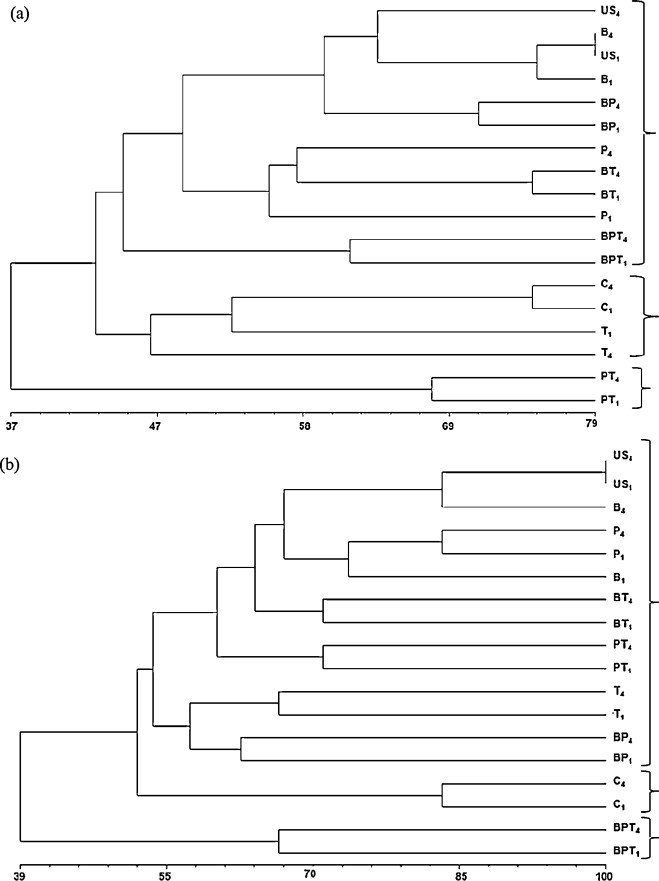 (a)
US4
B4
US1
B1
BP4
BP1
P4
BT4
BT1
P1
BPT4
BPT1
C4
C1
T1
T4
PT4
PT1
37 47 58 69 79
(b)
US4
US1
B4
P4
P1
B1
BT4
BT1
PT4
PT1
T4
T1
BP4
BP1
C4
C1
BPT4
BPT1
39 55 70 85 100